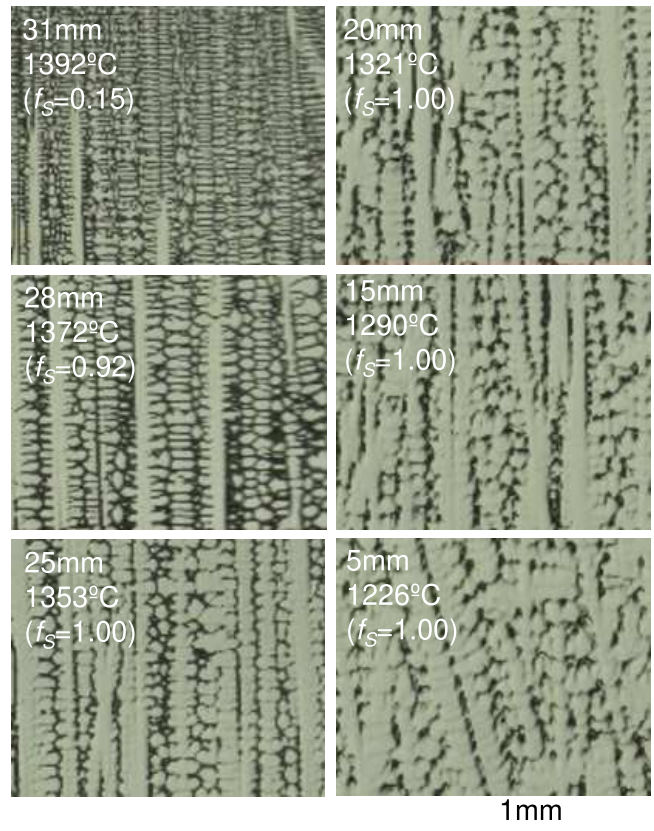 31mm
1392ºC
(fS=0.15)
28mm
1372ºC
(fS=0.92)
25mm
1353ºC
(fS=1.00)
20mm
1321ºC
(fS=1.00)
15mm
1290ºC
(fS=1.00)
5mm
1226ºC
(fS=1.00)
1mm